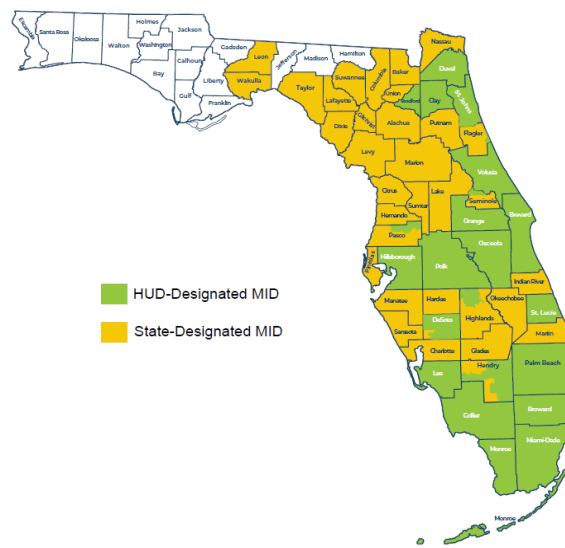 Holmes
Jackson
Escambia
Santa Rosa
Okaloosa
Walton
Washington
Bay
Calhoun
Gulf
Gadsden
Liberty
Franklin
Leon
Wakulla
Jefferson
Madison
Hamilton
Taylor
Suwannee
Lafayette
Dixie
Columbia
Baker
Union
Bradford
Gilchrist
Alachua
Levy
Nassau
Duval
Clay
St. Johns
Putnam
Flagler
Marion
Volusia
Citrus
Sumter
Lake
Hernando
Pasco
Seminole
Orange
Brevard
Osceola
Pinellas
Hillsborough
Polk
Indian River
Manatee
Hardee
Okeechobee
Highlands
St. Lucie
DeSoto
Sarasota
Martin
Charlotte
Glades
Lee
Hendry
Palm Beach
Collier
Broward
Monroe
Miami-Dade
Monroe
HUD-Designated MID
State-Designated MID